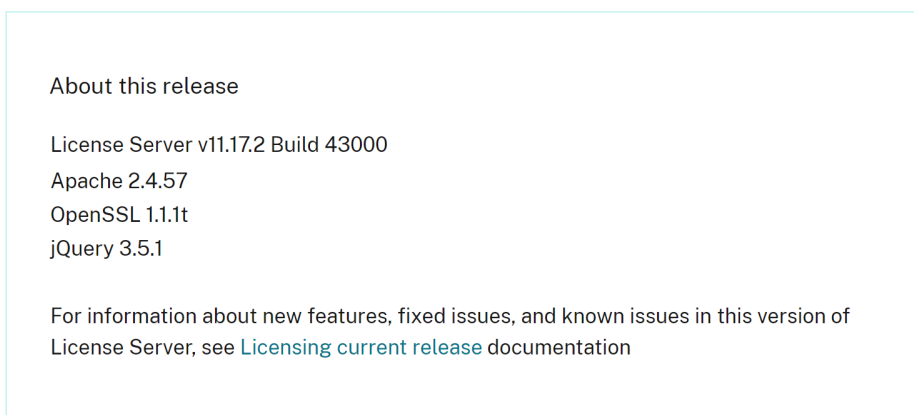 About this release
License Server v11.17.2 Build 43000
Apache 2.4.57
OpenSSL 1.1.1t
jQuery 3.5.1
For information about new features, fixed issues, and known issues in this version of
License Server, see Licensing current release documentation